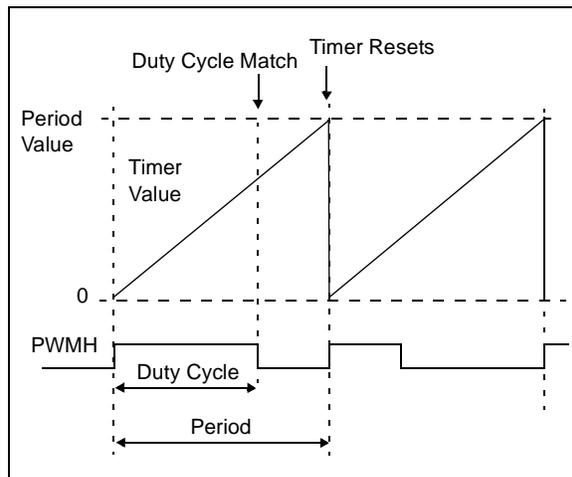 Timer Resets
Duty Cycle Match
Period
Value
Timer
Value
0
PWMH
Duty Cycle
Period